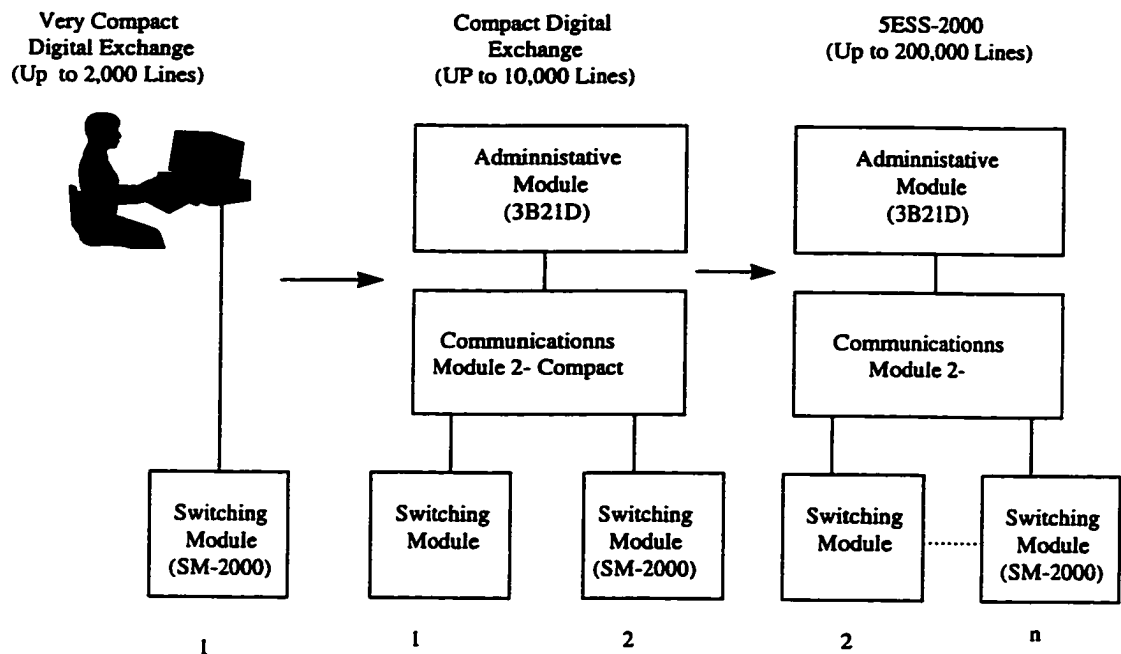 Very Compact
Digital Exchange
(Up to 2,000 Lines)
Compact Digital
Exchange
(UP to 10,000 Lines)
5ESS-2000
(Up to 200,000 Lines)
Adminnistative
Module
(3B21D)
Adminnistative
Module
(3B21D)
Communicationns
Module 2- Compact
Communicationns
Module 2-
Switching
Module
(SM-2000)
Switching
Module
Switching
Module
(SM-2000)
Switching
Module
Switching
Module
(SM-2000)
1
1
2
2
n